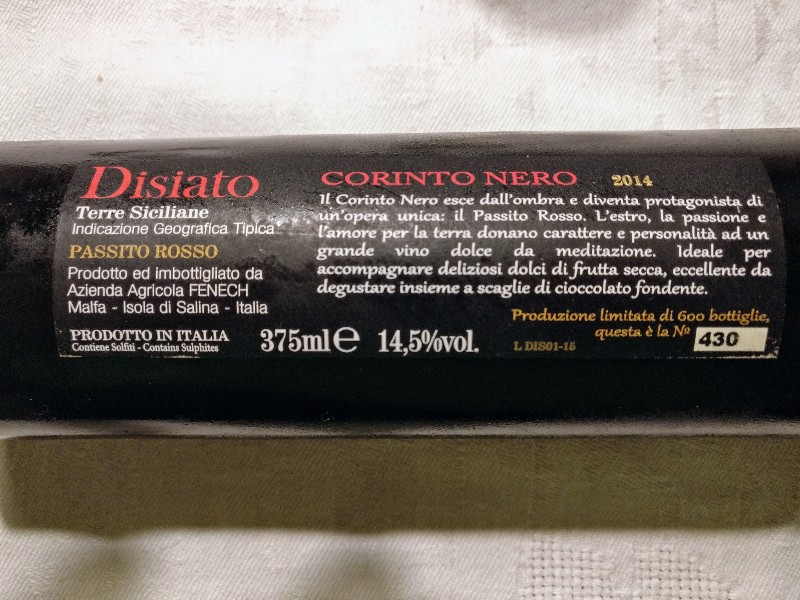 Disiato
Terre Siciliane
Indicazione Geografica Tipica
PASSITO ROSSO
Prodotto ed imbottigliato da
Azienda Agricola FENECH
Malfa - Isola di Salina - Italia
PRODOTTO IN ITALIA
Contiene Solfiti - Contains Sulphites
375ml e 14,5%vol.
CORINTO NERO 2014
Il Corinto Nero esce dall'ombra e diventa protagonista di
un'opera unica: il Passito Rosso. L'estro, la passione e
l'amore per la terra donano carattere e personalità ad un
grande vino dolce da meditazione. Ideale per
accompagnare deliziosi dolci di frutta secca, eccellente da
degustare insieme a scaglie di cioccolato fondente.
Produzione limitata di 600 bottiglie,
questa è la N° 430
L DIS01-15